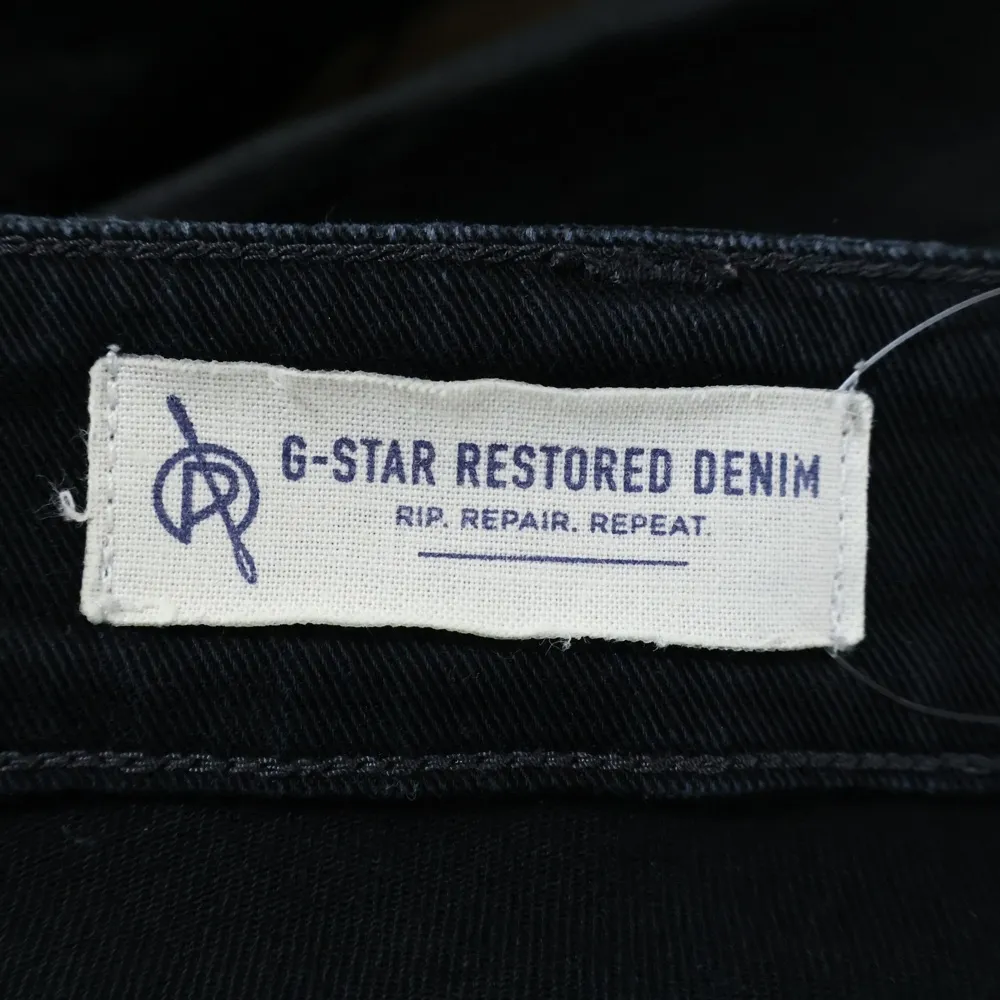 G-STAR RESTORED DENIM
RIP. REPAIR. REPEAT.